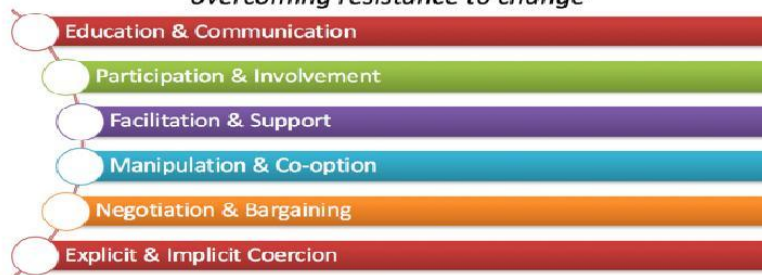 overcoming resistance to change
Education & Communication
Participation & Involvement
Facilitation & Support
Manipulation & Co-option
Negotiation & Bargaining
Explicit & Implicit Coercion